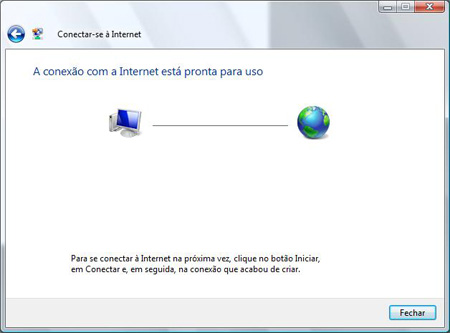 Conectar-se à Internet
A conexão com a Internet está pronta para uso
Para se conectar à Internet na próxima vez, clique no botão Iniciar,
em Conectar e, em seguida, na conexão que acabou de criar.
Fechar